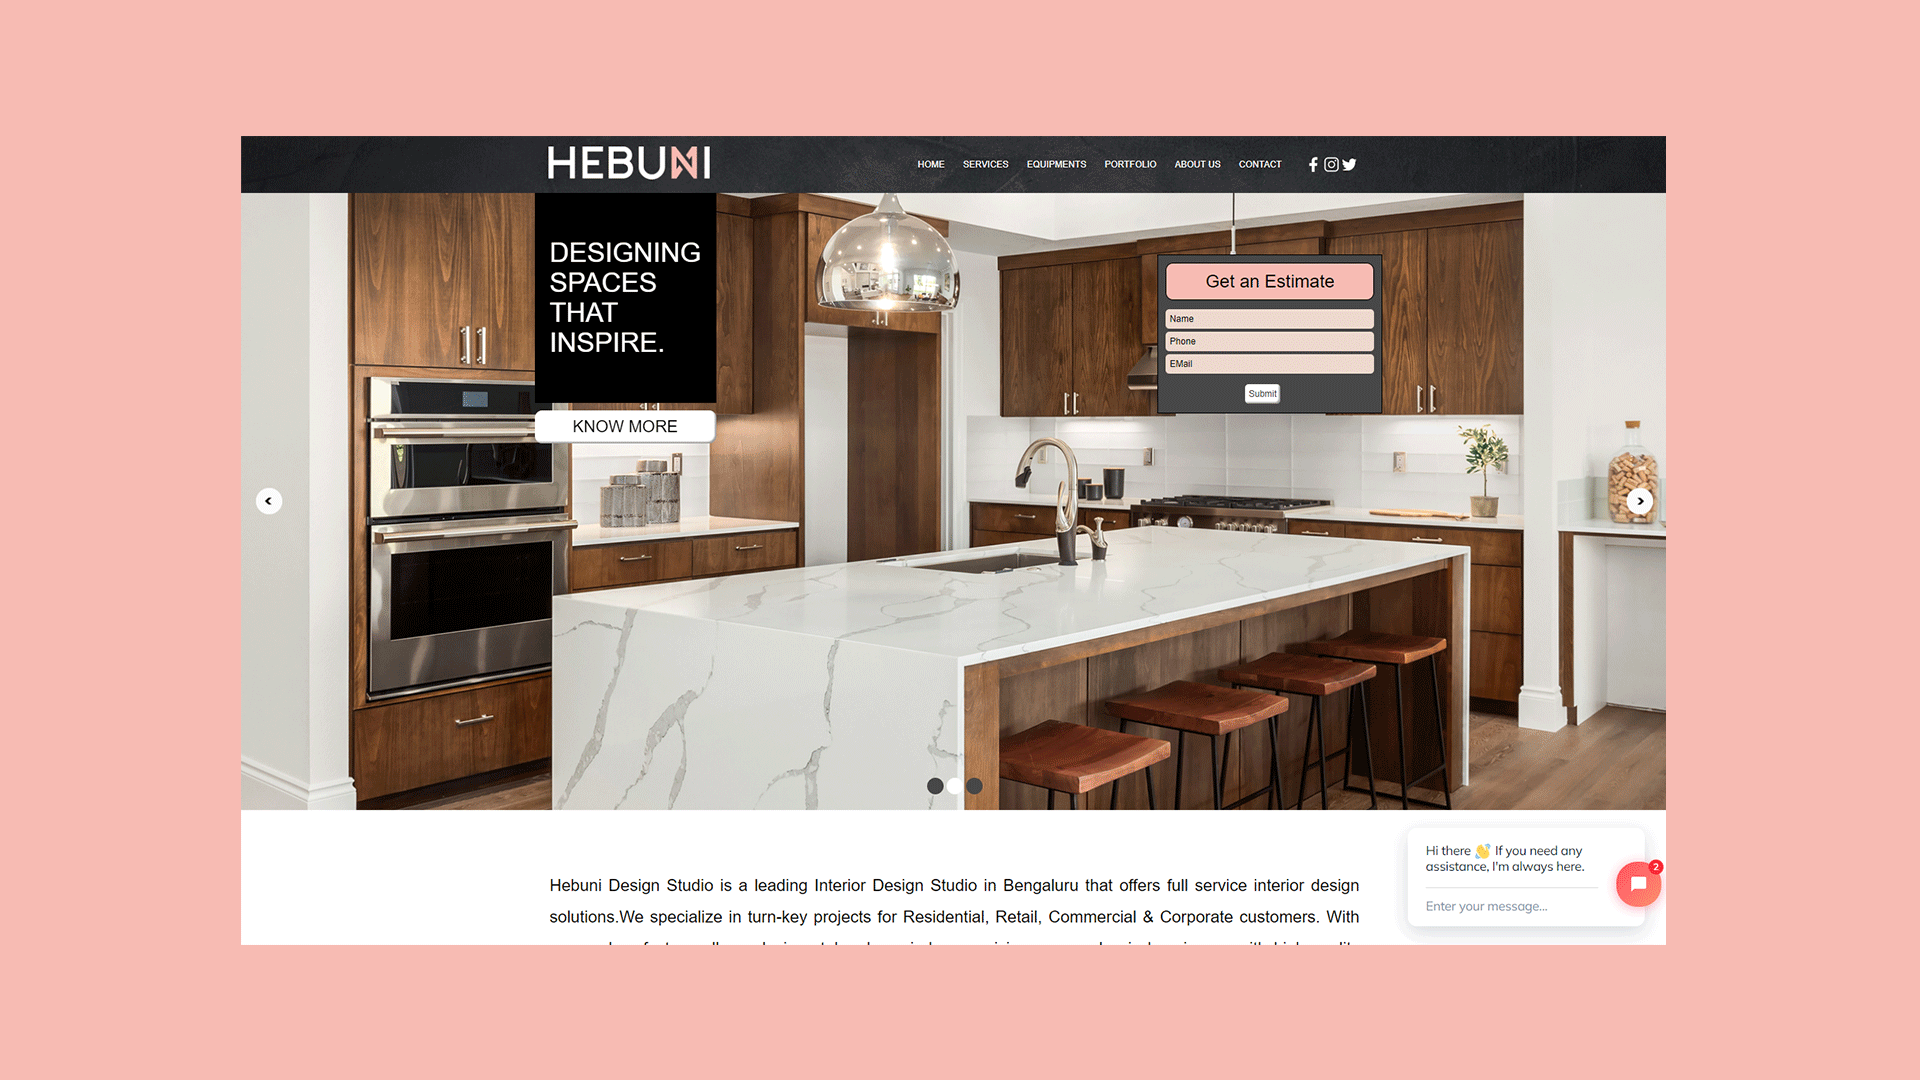 HEBUNI
HOME SERVICES EQUIPMENTS PORTFOLIO ABOUT US CONTACT
DESIGNING
SPACES
THAT
INSPIRE.
KNOW MORE
Get an Estimate
Name
Phone
EMail
Submit
Hebuni Design Studio is a leading Interior Design Studio in Bengaluru that offers full service interior design
solutions.We specialize in turn-key projects for Residential, Retail, Commercial & Corporate customers. With
Hi there 👋 If you need any
assistance, I'm always here.
2
Enter your message...